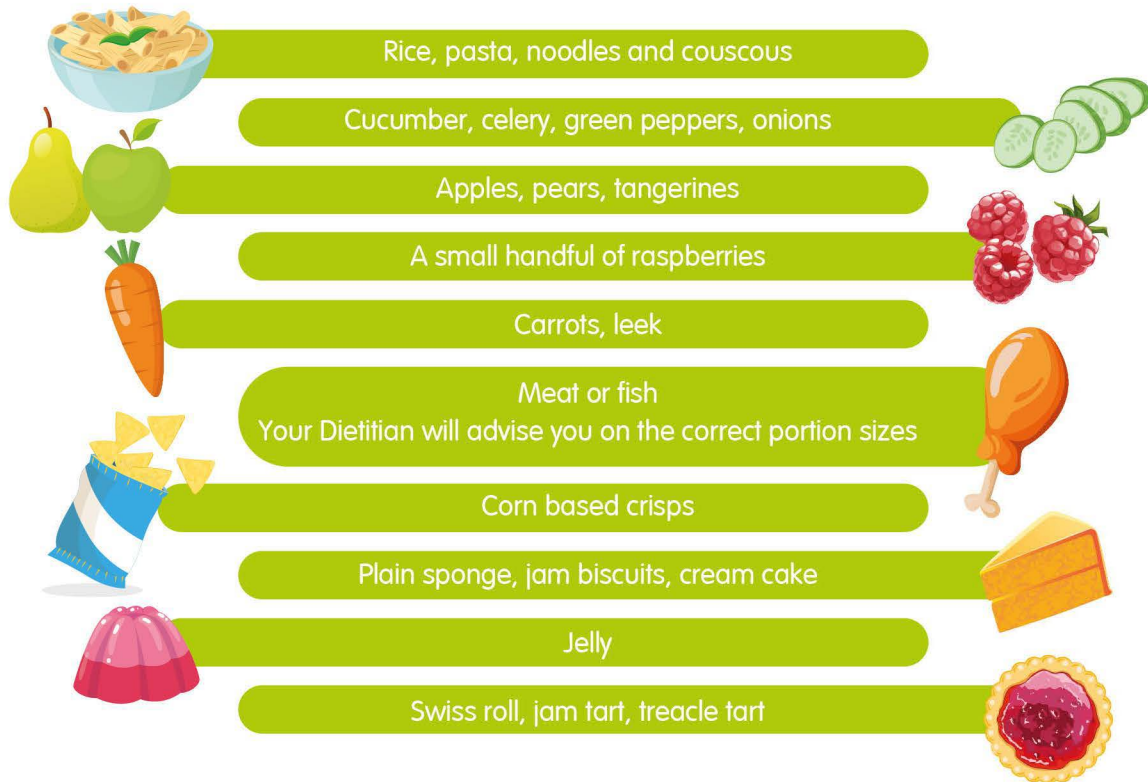 Rice, pasta, noodles and couscous
Cucumber, celery, green peppers, onions
Apples, pears, tangerines
A small handful of raspberries
Carrots, leek
Meat or fish
Your Dietitian will advise you on the correct portion sizes
Corn based crisps
Plain sponge, jam biscuits, cream cake
Jelly
Swiss roll, jam tart, treacle tart